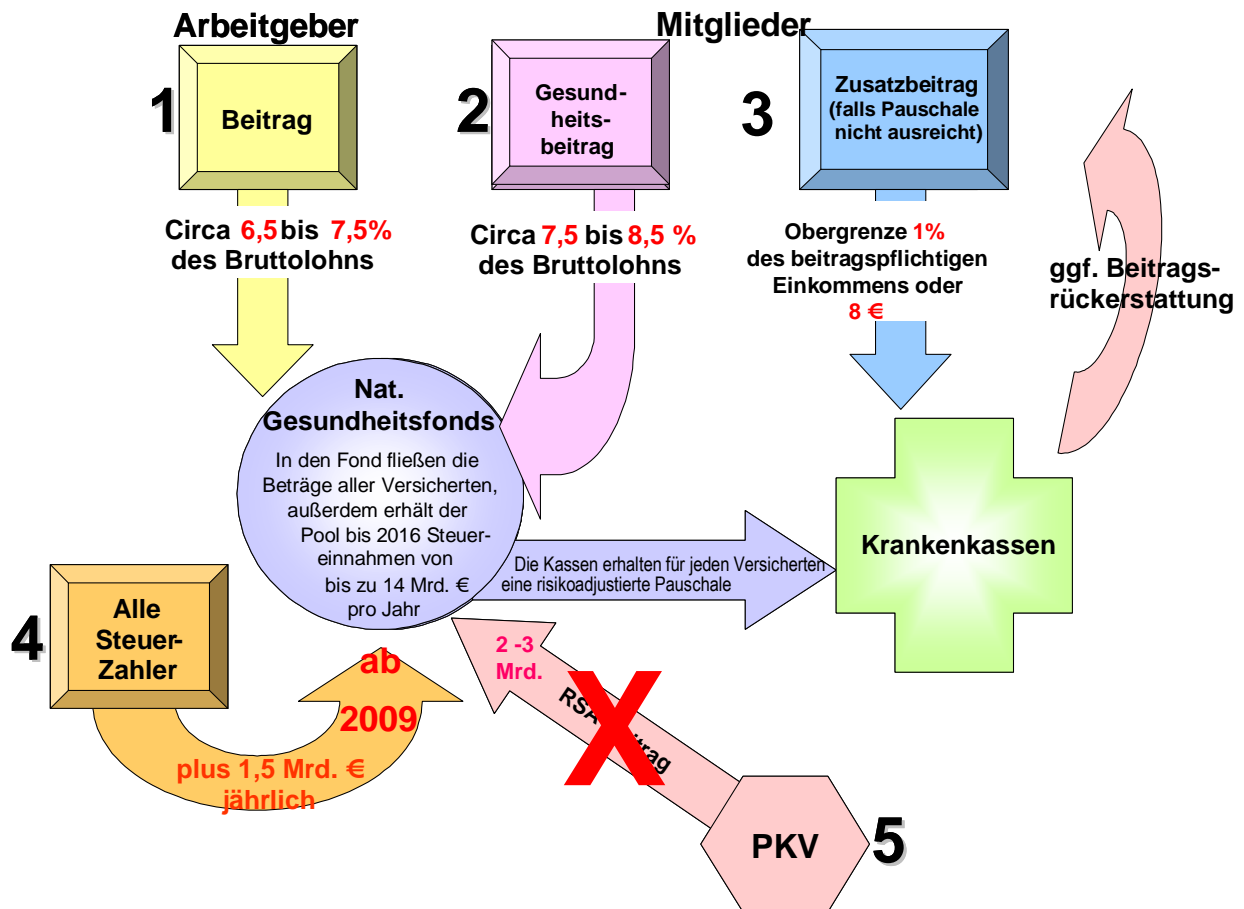 Arbeitgeber
Mitglieder
1
Beitrag
2
Gesund-
heits-
beitrag
3
Zusatzbeitrag
(falls Pauschale
nicht ausreicht)
Circa 6,5 bis 7,5%
des Bruttolohns
Circa 7,5 bis 8,5 %
des Bruttolohns
Obergrenze 1%
des beitragspflichtigen
Einkommens oder
8 €
ggf. Beitrags-
rückerstattung
Nat.
Gesundheitsfonds
In den Fond fließen die
Beträge aller Versicherten,
außerdem erhält der
Pool bis 2016 Steuer-
einnahmen von
bis zu 14 Mrd. €
pro Jahr
Die Kassen erhalten für jeden Versicherten
eine risikoadjustierte Pauschale
Krankenkassen
4
Alle
Steuer-
Zahler
ab
2009
plus 1,5 Mrd. €
jährlich
2 -3
Mrd.
RSA
X
PKV
5